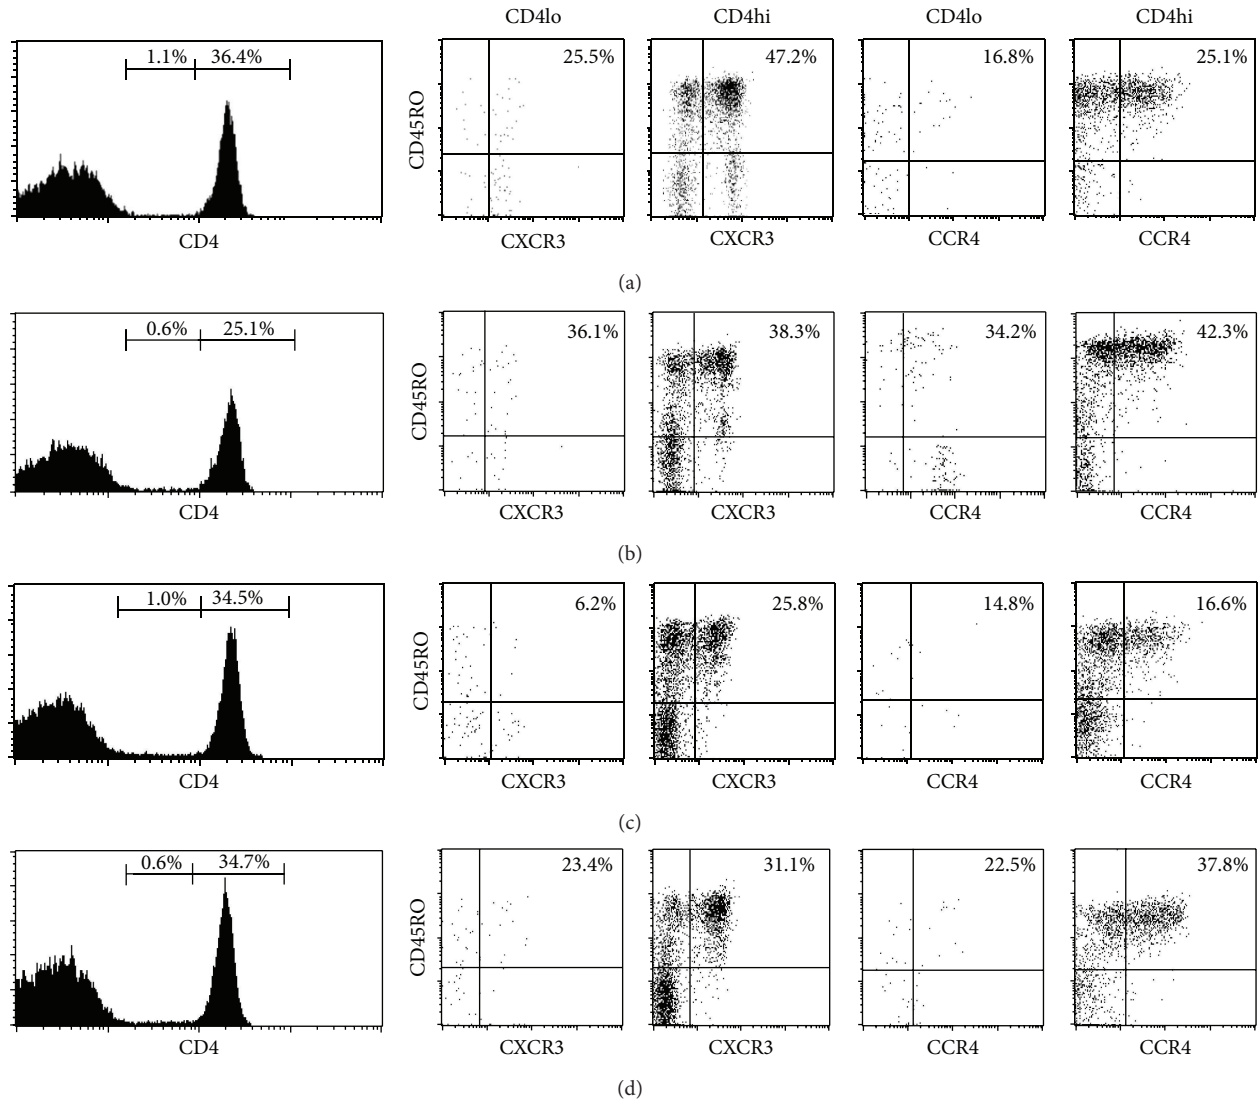 CD4lo CD4hi CD4lo CD4hi
1.1% 36.4% 25.5% 47.2% 16.8% 25.1%
CD45RO
CD4 CXCR3 CXCR3 CCR4 CCR4
(a)
0.6% 25.1% 36.1% 38.3% 34.2% 42.3%
CD45RO
CD4 CXCR3 CXCR3 CCR4 CCR4
(b)
1.0% 34.5% 6.2% 25.8% 14.8% 16.6%
CD45RO
CD4 CXCR3 CXCR3 CCR4 CCR4
(c)
0.6% 34.7% 23.4% 31.1% 22.5% 37.8%
CD45RO
CD4 CXCR3 CXCR3 CCR4 CCR4
(d)